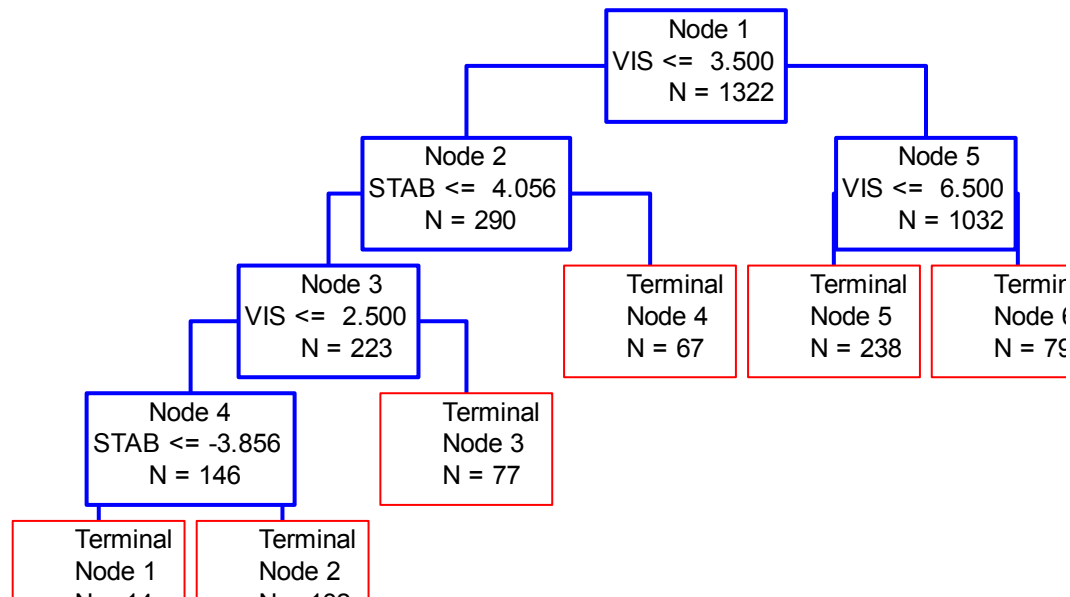 Node 1
VIS <= 3.500
N = 1322
Node 2
STAB <= 4.056
N = 290
Node 5
VIS <= 6.500
N = 1032
Node 3
VIS <= 2.500
N = 223
Terminal
Node 4
N = 67
Terminal
Node 5
N = 238
Node
N =
Node 4
STAB <= -3.856
N = 146
Terminal
Node 3
N = 77
Terminal
Node 1
Terminal
Node 2